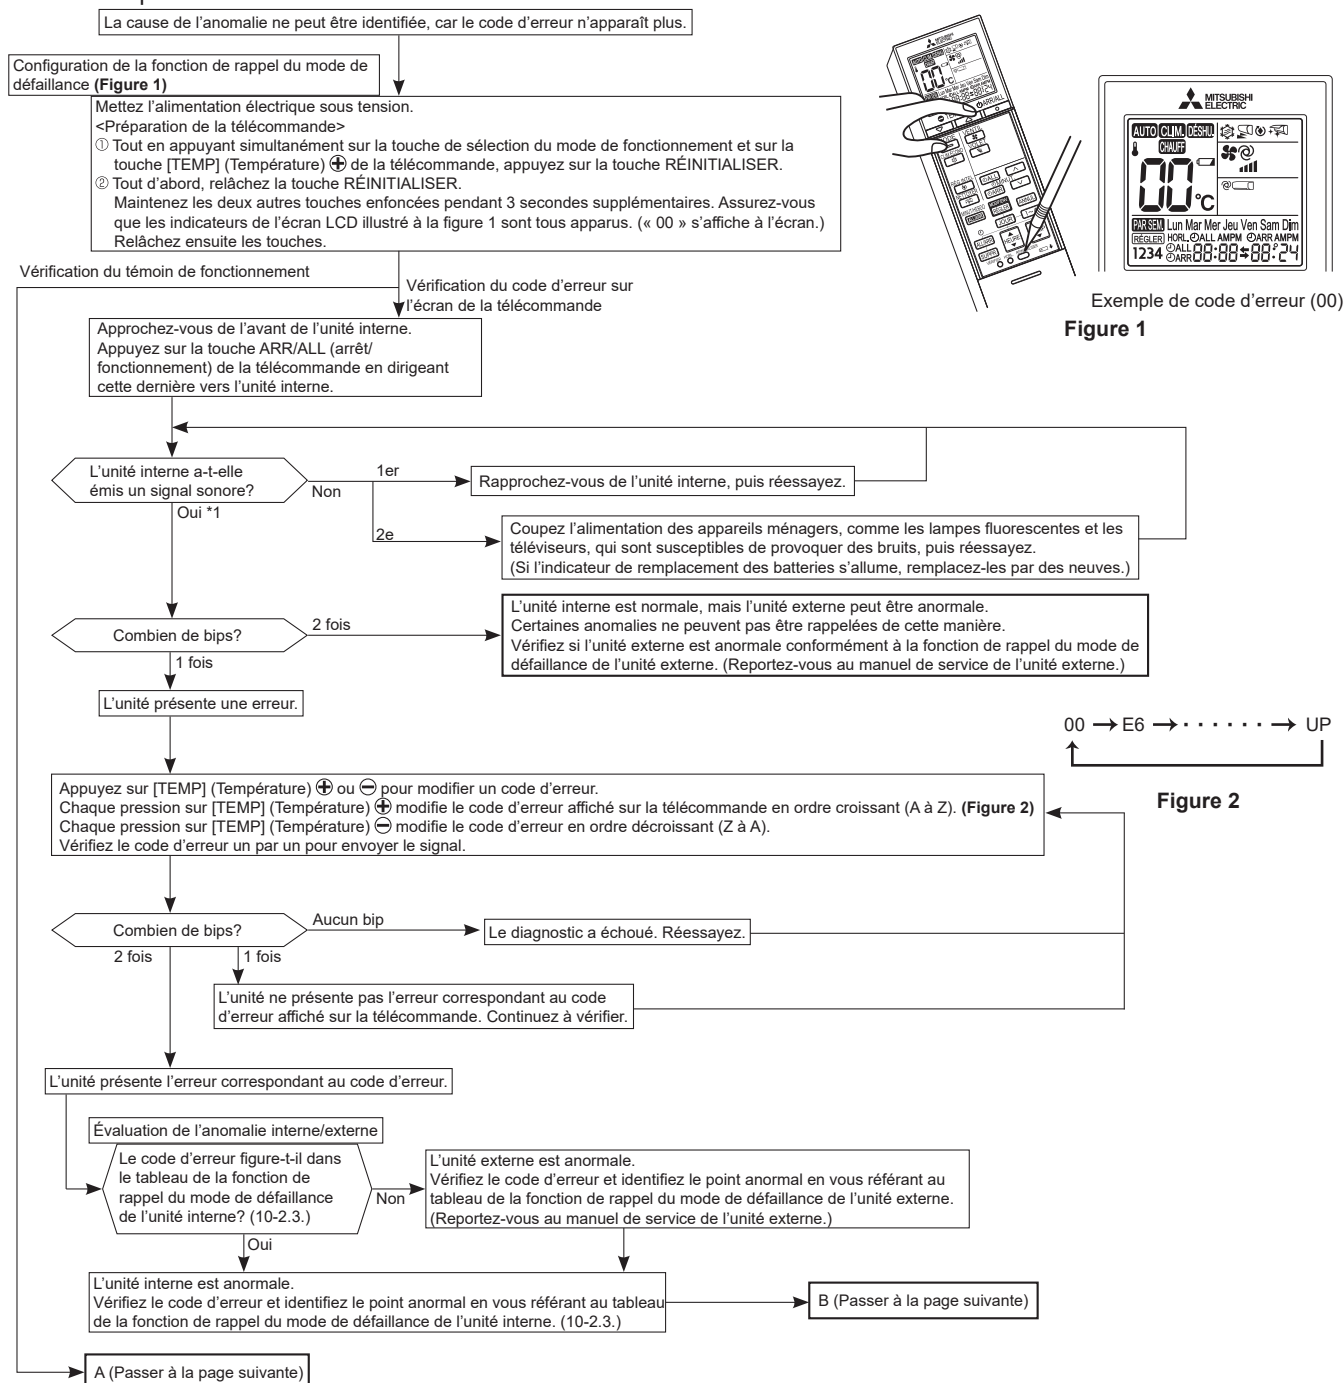 La cause de l'anomalie ne peut être identifiée, car le code d'erreur n'apparaît plus.
Configuration de la fonction de rappel du mode de
défaillance (Figure 1)
Mettez l'alimentation électrique sous tension.
<Préparation de la télécommande>
① Tout en appuyant simultanément sur la touche de sélection du mode de fonctionnement et sur la
touche [TEMP] (Température) ⊕ de la télécommande, appuyez sur la touche RÉINITIALISER.
② Tout d'abord, relâchez la touche RÉINITIALISER.
Maintenez les deux autres touches enfoncées pendant 3 secondes supplémentaires. Assurez-vous
que les indicateurs de l'écran LCD illustré à la figure 1 sont tous apparus. (« 00 » s'affiche à l'écran.)
Relâchez ensuite les touches.
MITSUBISHI
ELECTRIC
AUTO CLIM. DÉSHU.
CHAUFF
00 °C
PAR SEM. Lun Mar Mer Jeu Ven Sam Dim
RÉGLER HORL. ALL AMPM ARR AMPM
1234 ALL ARR 88:88 88:24
Exemple de code d'erreur (00)
Figure 1
Vérification du témoin de fonctionnement
Vérification du code d'erreur sur
l'écran de la télécommande
Approchez-vous de l'avant de l'unité interne.
Appuyez sur la touche ARR/ALL (arrêt/
fonctionnement) de la télécommande en dirigeant
cette dernière vers l'unité interne.
L'unité interne a-t-elle
émis un signal sonore?
Non
1er
Rapprochez-vous de l'unité interne, puis réessayez.
Oui *1
2e
Coupez l'alimentation des appareils ménagers, comme les lampes fluorescentes et les
téléviseurs, qui sont susceptibles de provoquer des bruits, puis réessayez.
(Si l'indicateur de remplacement des batteries s'allume, remplacez-les par des neuves.)
Combien de bips?
2 fois
L'unité interne est normale, mais l'unité externe peut être anormale.
Certaines anomalies ne peuvent pas être rappelées de cette manière.
Vérifiez si l'unité externe est anormale conformément à la fonction de rappel du mode de
défaillance de l'unité externe. (Reportez-vous au manuel de service de l'unité externe.)
1 fois
L'unité présente une erreur.
00 → E6 → · · · · · · → UP
Figure 2
Appuyez sur [TEMP] (Température) ⊕ ou ⊖ pour modifier un code d'erreur.
Chaque pression sur [TEMP] (Température) ⊕ modifie le code d'erreur affiché sur la télécommande en ordre croissant (A à Z). (Figure 2)
Chaque pression sur [TEMP] (Température) ⊖ modifie le code d'erreur en ordre décroissant (Z à A).
Vérifiez le code d'erreur un par un pour envoyer le signal.
Combien de bips?
Aucun bip
Le diagnostic a échoué. Réessayez.
2 fois
1 fois
L'unité ne présente pas l'erreur correspondant au code
d'erreur affiché sur la télécommande. Continuez à vérifier.
L'unité présente l'erreur correspondant au code d'erreur.
Évaluation de l'anomalie interne/externe
Le code d'erreur figure-t-il dans
le tableau de la fonction de
rappel du mode de défaillance
de l'unité interne? (10-2.3.)
Non
L'unité externe est anormale.
Vérifiez le code d'erreur et identifiez le point anormal en vous référant au
tableau de la fonction de rappel du mode de défaillance de l'unité externe.
(Reportez-vous au manuel de service de l'unité externe.)
Oui
L'unité interne est anormale.
Vérifiez le code d'erreur et identifiez le point anormal en vous référant au tableau
de la fonction de rappel du mode de défaillance de l'unité interne. (10-2.3.)
B (Passer à la page suivante)
A (Passer à la page suivante)